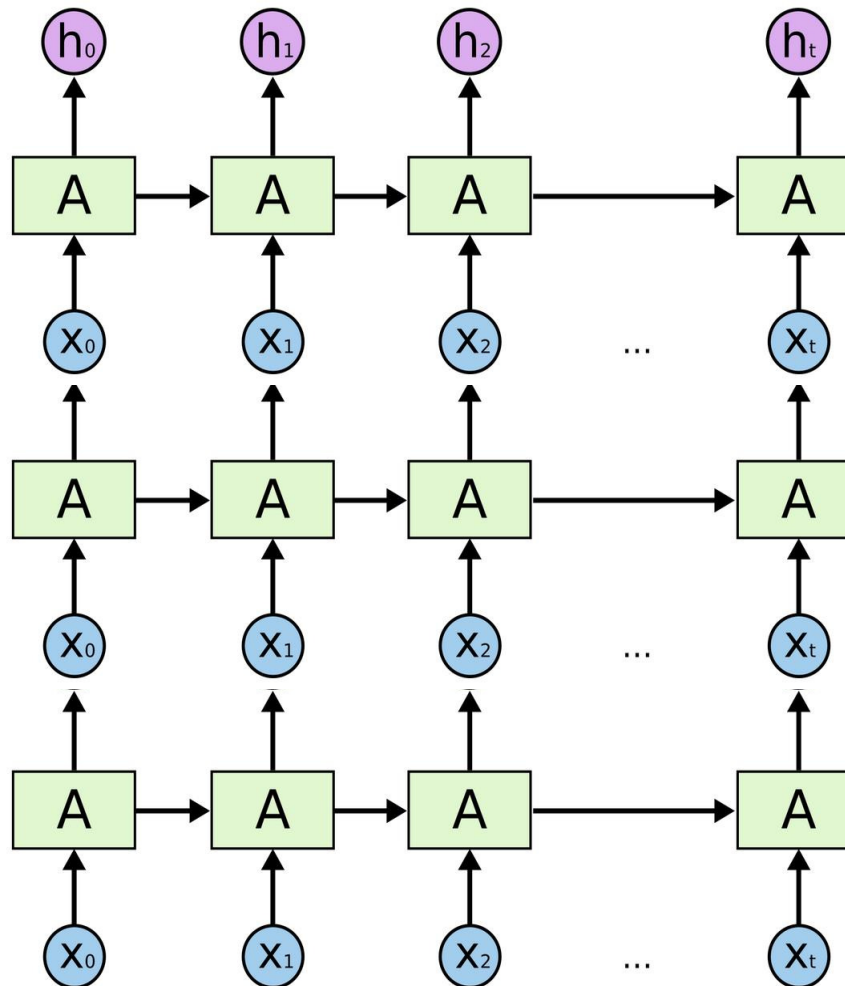 h₀ h₁ h₂ hₜ
A A A A
x₀ x₁ x₂ ... xₜ
A A A A
x₀ x₁ x₂ ... xₜ
A A A A
x₀ x₁ x₂ ... xₜ